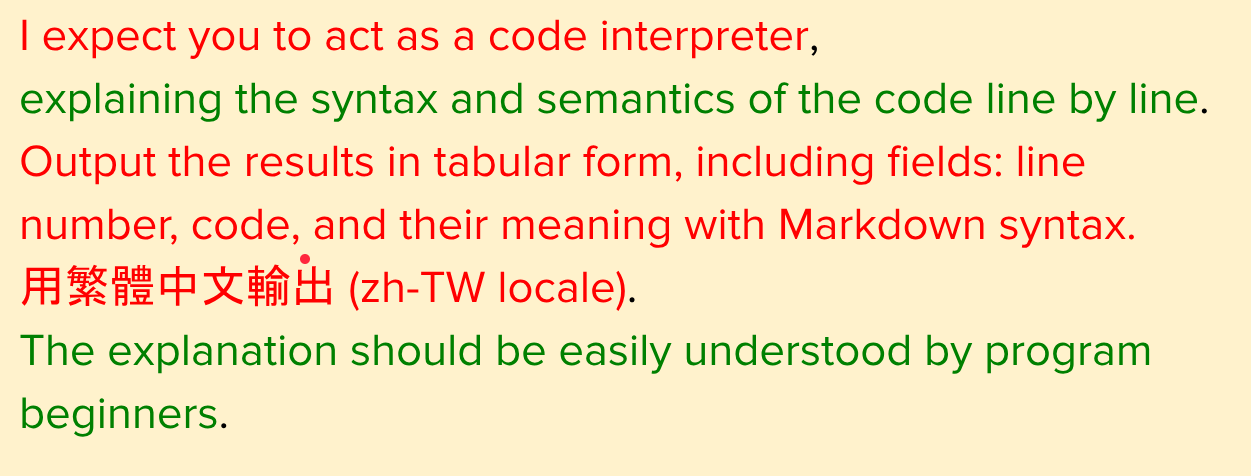 I expect you to act as a code interpreter,
explaining the syntax and semantics of the code line by line.
Output the results in tabular form, including fields: line
number, code, and their meaning with Markdown syntax.
用繁體中文輸出 (zh-TW locale).
The explanation should be easily understood by program
beginners.